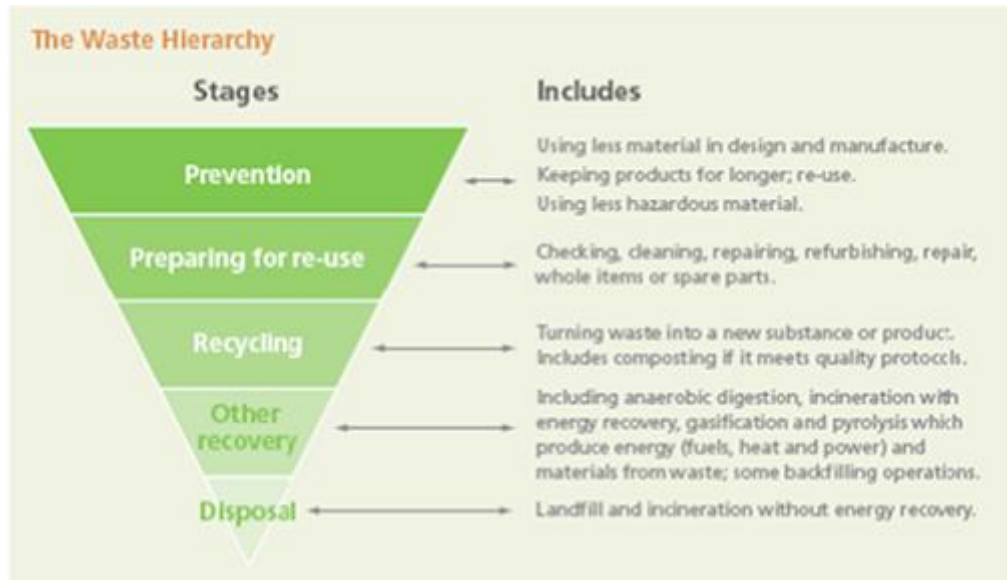 The Waste Hierarchy
Stages
Includes
Prevention
Using less material in design and manufacture.
Keeping products for longer; re-use.
Using less hazardous material.
Preparing for re-use
Checking, cleaning, repairing, refurbishing, repair,
whole items or spare parts.
Recycling
Turning waste into a new substance or product.
Includes composting if it meets quality protocols.
Other
recovery
Including anaerobic digestion, incineration with
energy recovery, gasification and pyrolysis which
produce energy (fuels, heat and power) and
materials from waste; some backfilling operations.
Disposal
Landfill and incineration without energy recovery.